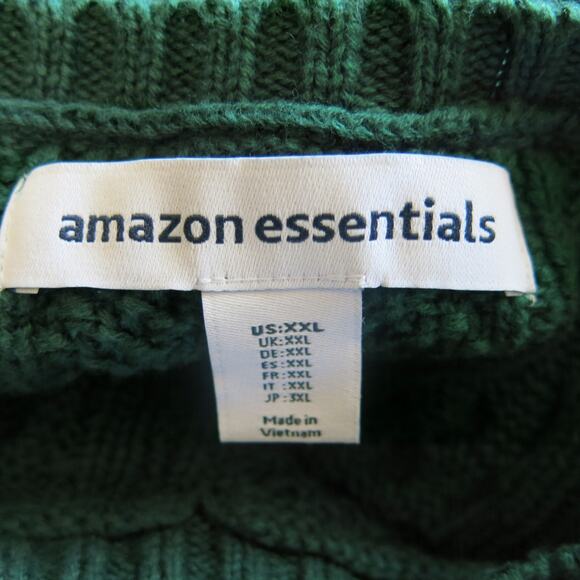 amazon essentials
US:XXL
UK:XXL
DE:XXL
ES:XXL
FR:XXL
IT :XXL
JP :3XL
Made in
Vietnam